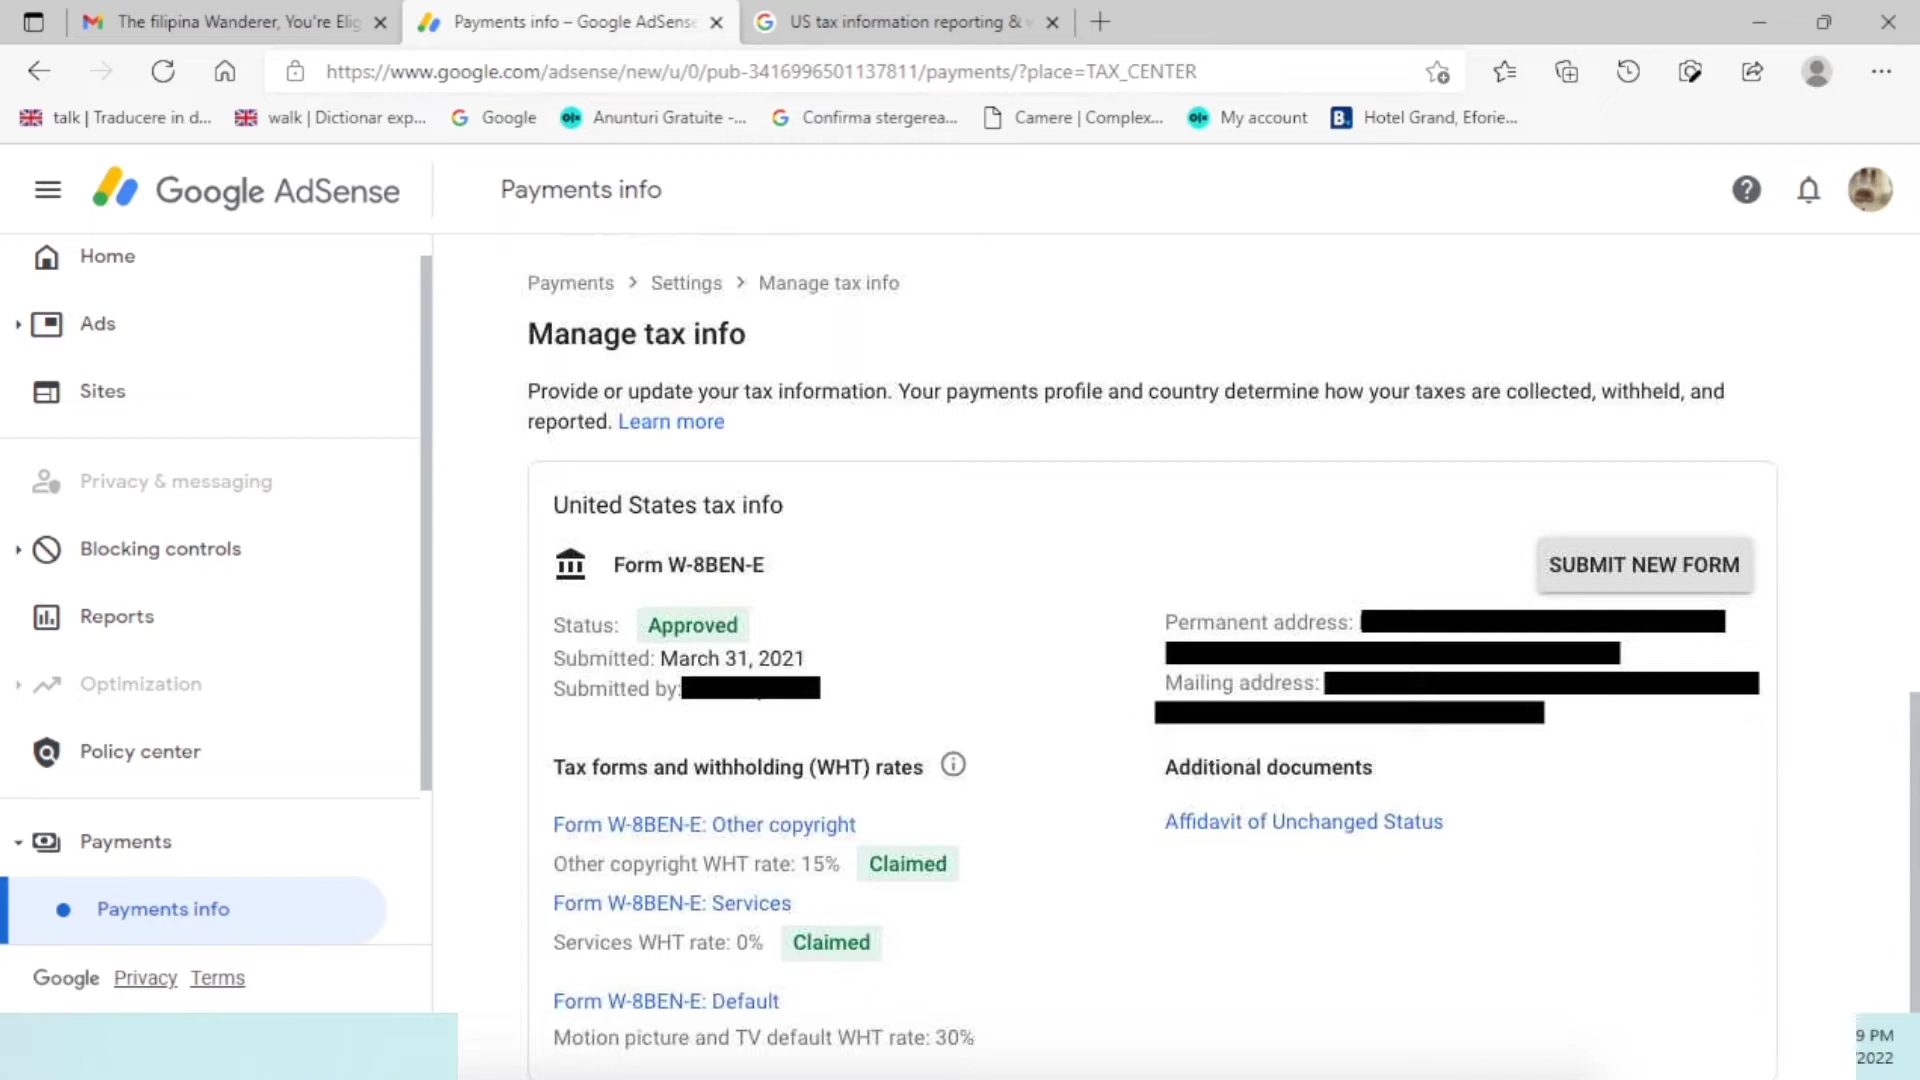 The filipina Wanderer, You're Elig
Payments info – Google AdSense
US tax information reporting & w
https://www.google.com/adsense/new/u/0/pub-3416996501137811/payments/?place=TAX_CENTER
talk | Traducere in d...
walk | Dictionar exp...
Google
Anunturi Gratuite -...
Confirma stergerea...
Camere | Complex...
My account
Hotel Grand, Eforie...
Google AdSense
Payments info
Home
Ads
Sites
Privacy & messaging
Blocking controls
Reports
Optimization
Policy center
Payments
Payments info
Google Privacy Terms
Payments > Settings > Manage tax info
Manage tax info
Provide or update your tax information. Your payments profile and country determine how your taxes are collected, withheld, and
reported. Learn more
United States tax info
Form W-8BEN-E
SUBMIT NEW FORM
Status: Approved
Submitted: March 31, 2021
Submitted by:
Permanent address:
Mailing address:
Tax forms and withholding (WHT) rates
Form W-8BEN-E: Other copyright
Other copyright WHT rate: 15% Claimed
Form W-8BEN-E: Services
Services WHT rate: 0% Claimed
Form W-8BEN-E: Default
Motion picture and TV default WHT rate: 30%
Additional documents
Affidavit of Unchanged Status
9 PM
2022